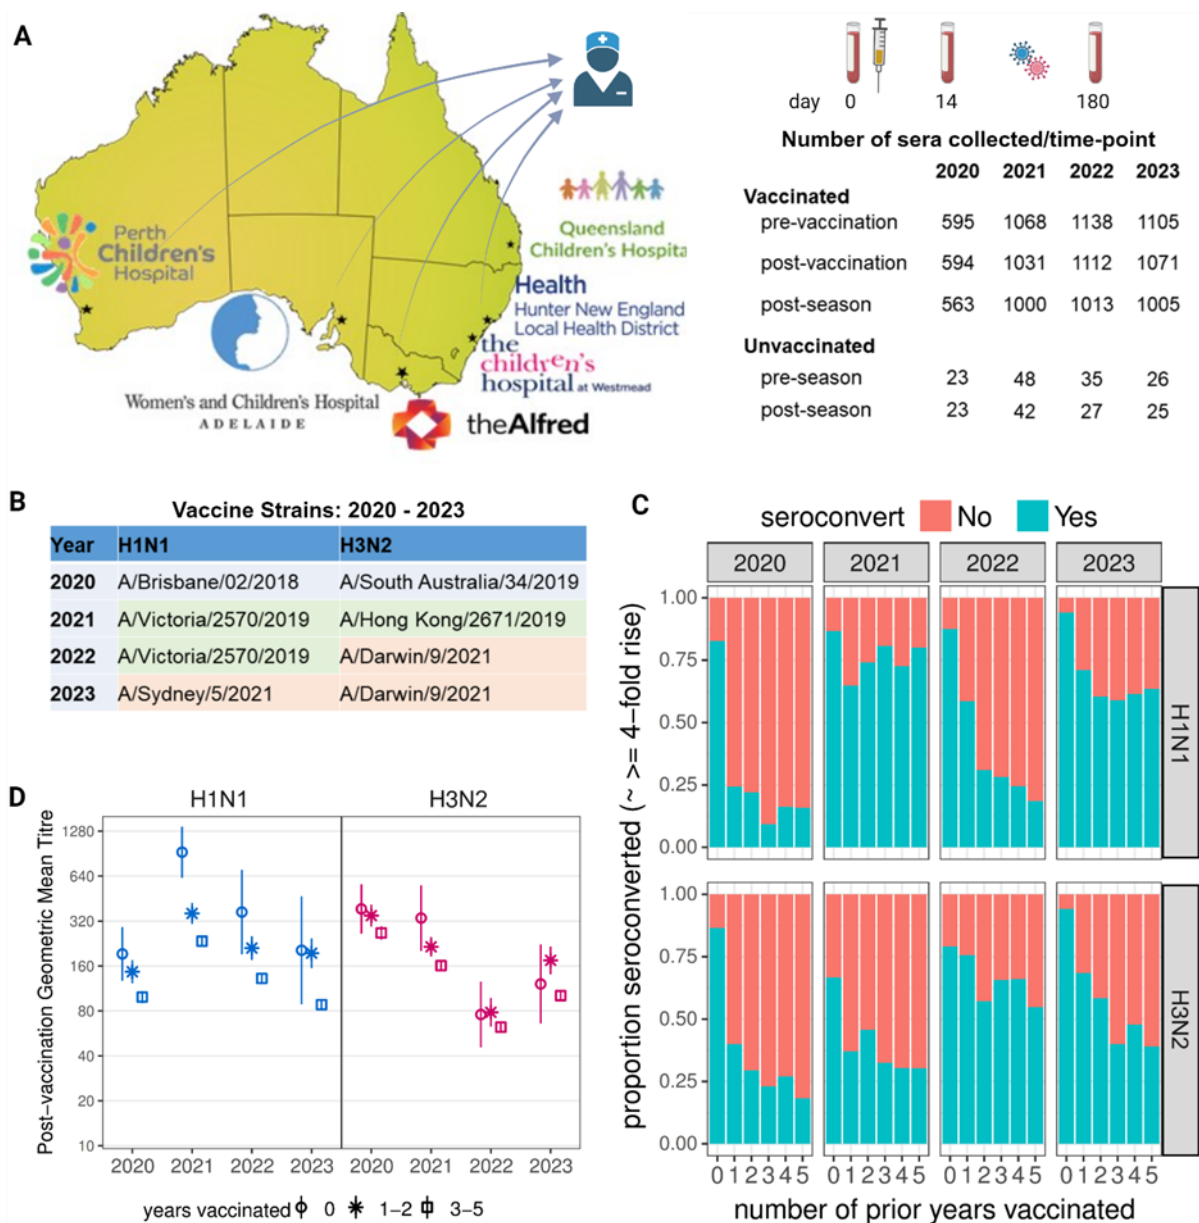 A
Perth
Children's
Hospital
Women's and Children's Hospital
ADELAIDE
Queensland
Children's Hospita
Health
Hunter New England
Local Health District
the
children's
hospital at Westmead
theAlfred
day 0 14 180
Number of sera collected/time-point
2020 2021 2022 2023
Vaccinated
pre-vaccination 595 1068 1138 1105
post-vaccination 594 1031 1112 1071
post-season 563 1000 1013 1005
Unvaccinated
pre-season 23 48 35 26
post-season 23 42 27 25
B
Vaccine Strains: 2020 - 2023
Year H1N1 H3N2
2020 A/Brisbane/02/2018 A/South Australia/34/2019
2021 A/Victoria/2570/2019 A/Hong Kong/2671/2019
2022 A/Victoria/2570/2019 A/Darwin/9/2021
2023 A/Sydney/5/2021 A/Darwin/9/2021
C
seroconvert No Yes
2020 2021 2022 2023
proportion seroconverted (~ >= 4-fold rise)
1.00
0.75
0.50
0.25
0.00
H1N1
1.00
0.75
0.50
0.25
0.00
H3N2
0 1 2 3 4 5 0 1 2 3 4 5 0 1 2 3 4 5 0 1 2 3 4 5
number of prior years vaccinated
D
H1N1 H3N2
Post-vaccination Geometric Mean Titre
1280
640
320
160
80
40
20
10
2020 2021 2022 2023 2020 2021 2022 2023
years vaccinated 0 1-2 3-5